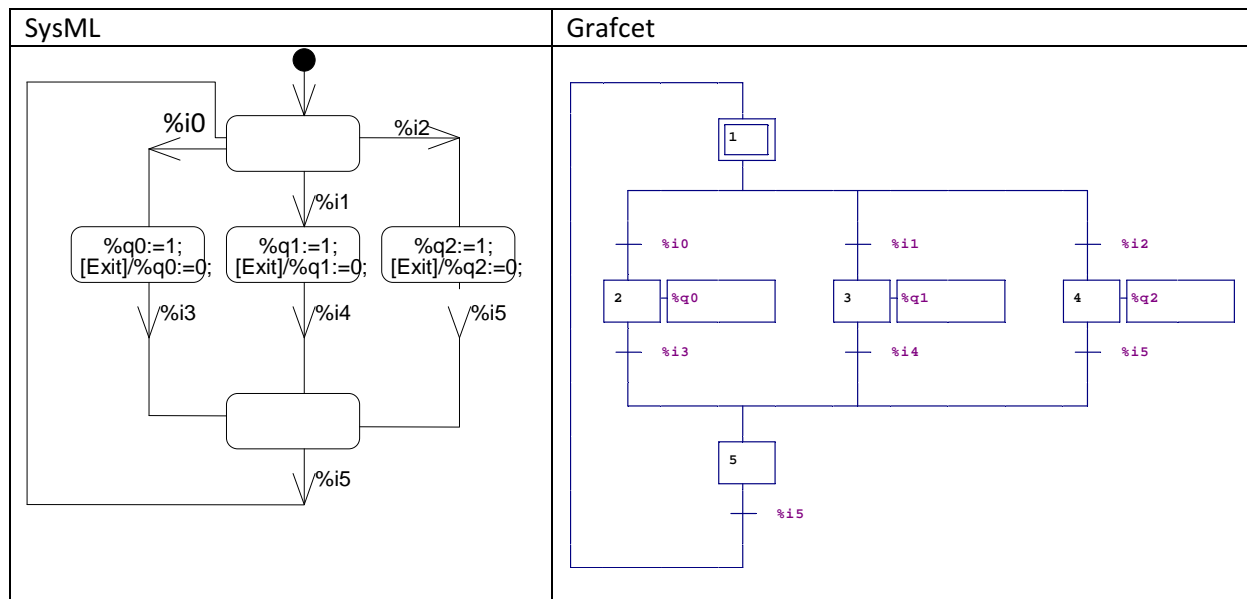 SysML
Grafcet
%i0
%i2
%i1
%q0:=1;
[Exit]/%q0:=0;
%q1:=1;
[Exit]/%q1:=0;
%q2:=1;
[Exit]/%q2:=0;
%i3
%i4
%i5
%i5
1
%i0
%i1
%i2
2
%q0
3
%q1
4
%q2
%i3
%i4
%i5
5
%i5